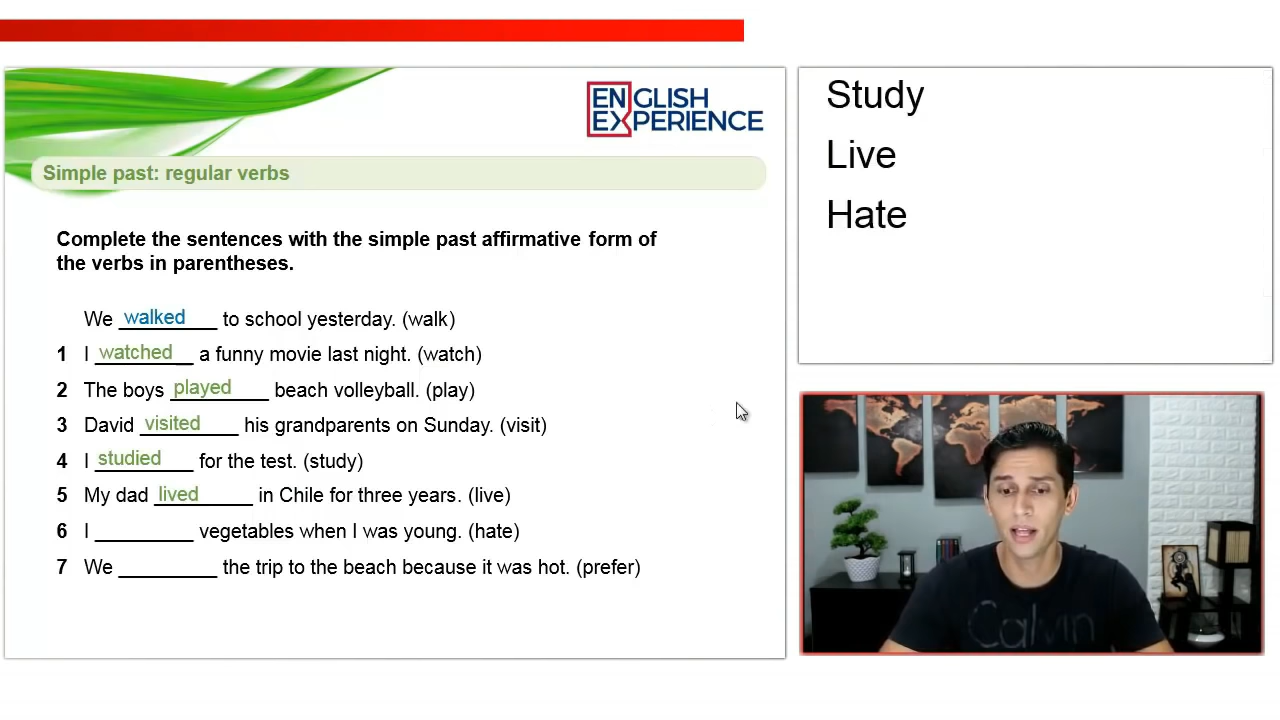 ENGLISH
EXPERIENCE
Simple past: regular verbs
Complete the sentences with the simple past affirmative form of
the verbs in parentheses.
We walked to school yesterday. (walk)
1 I watched a funny movie last night. (watch)
2 The boys played beach volleyball. (play)
3 David visited his grandparents on Sunday. (visit)
4 I studied for the test. (study)
5 My dad lived in Chile for three years. (live)
6 I __________ vegetables when I was young. (hate)
7 We __________ the trip to the beach because it was hot. (prefer)
Study
Live
Hate
Calvin